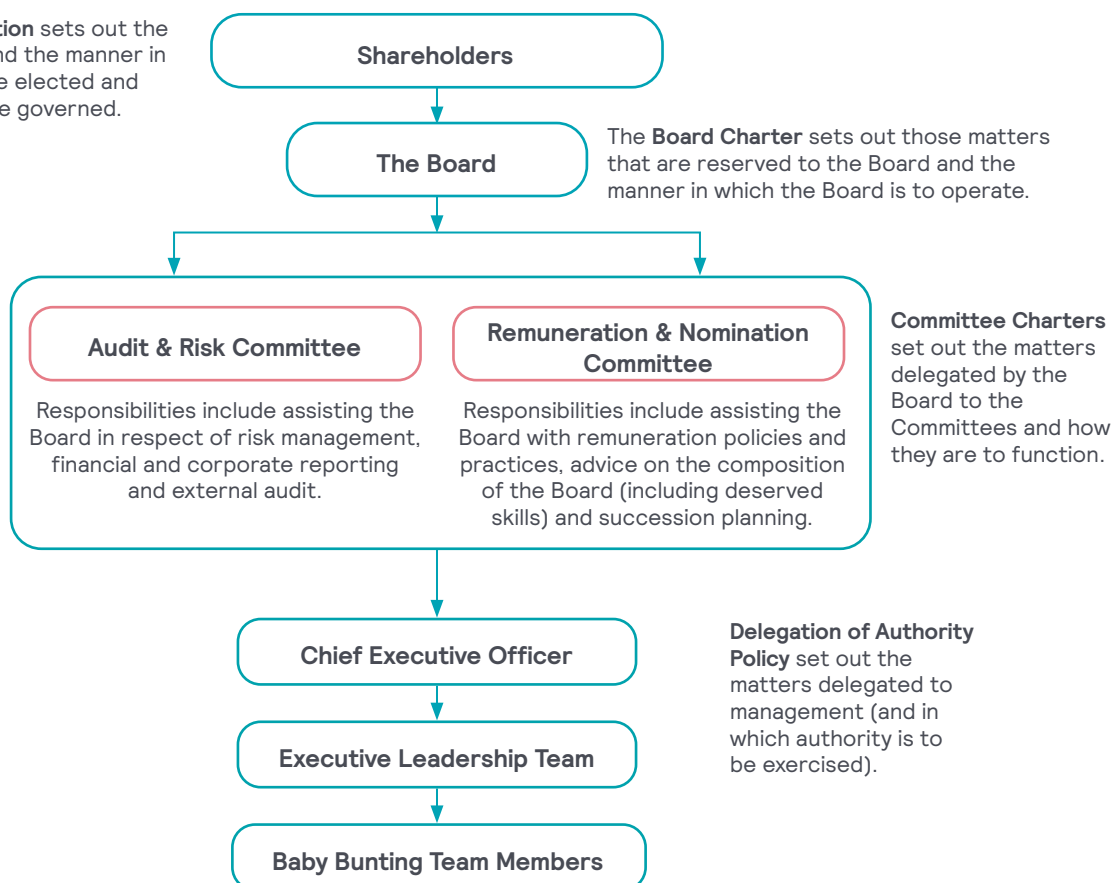 tion sets out the
nd the manner in
e elected and
e governed.
Shareholders
The Board
The Board Charter sets out those matters
that are reserved to the Board and the
manner in which the Board is to operate.
Audit & Risk Committee
Responsibilities include assisting the
Board in respect of risk management,
financial and corporate reporting
and external audit.
Remuneration & Nomination
Committee
Responsibilities include assisting the
Board with remuneration policies and
practices, advice on the composition
of the Board (including deserved
skills) and succession planning.
Committee Charters
set out the matters
delegated by the
Board to the
Committees and how
they are to function.
Chief Executive Officer
Delegation of Authority
Policy set out the
matters delegated to
management (and in
which authority is to
be exercised).
Executive Leadership Team
Baby Bunting Team Members